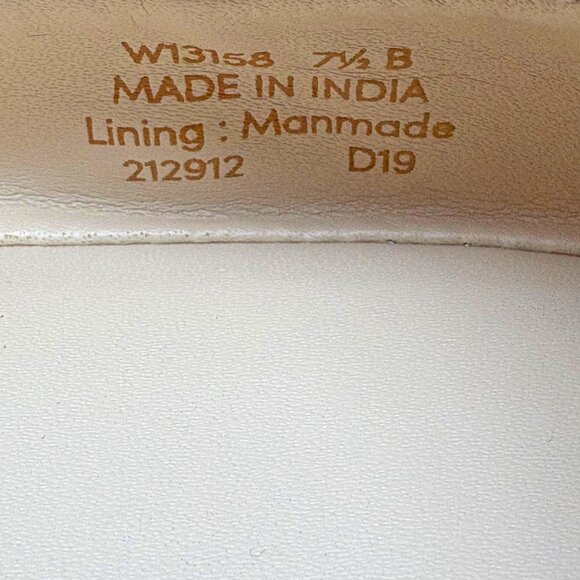 W13158 7½ B
MADE IN INDIA
Lining : Manmade
212912 D19